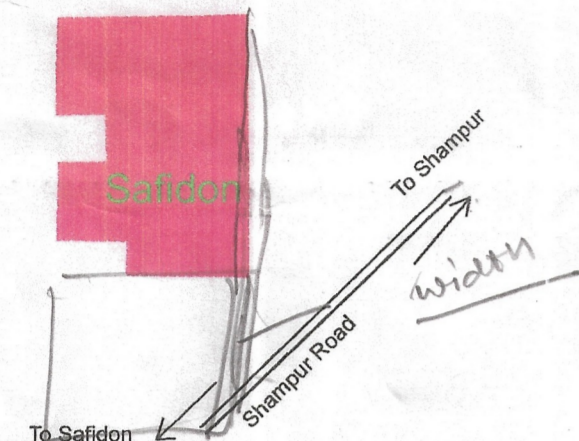 To Shampur
Safidon
width
Shampur Road
To Safidon